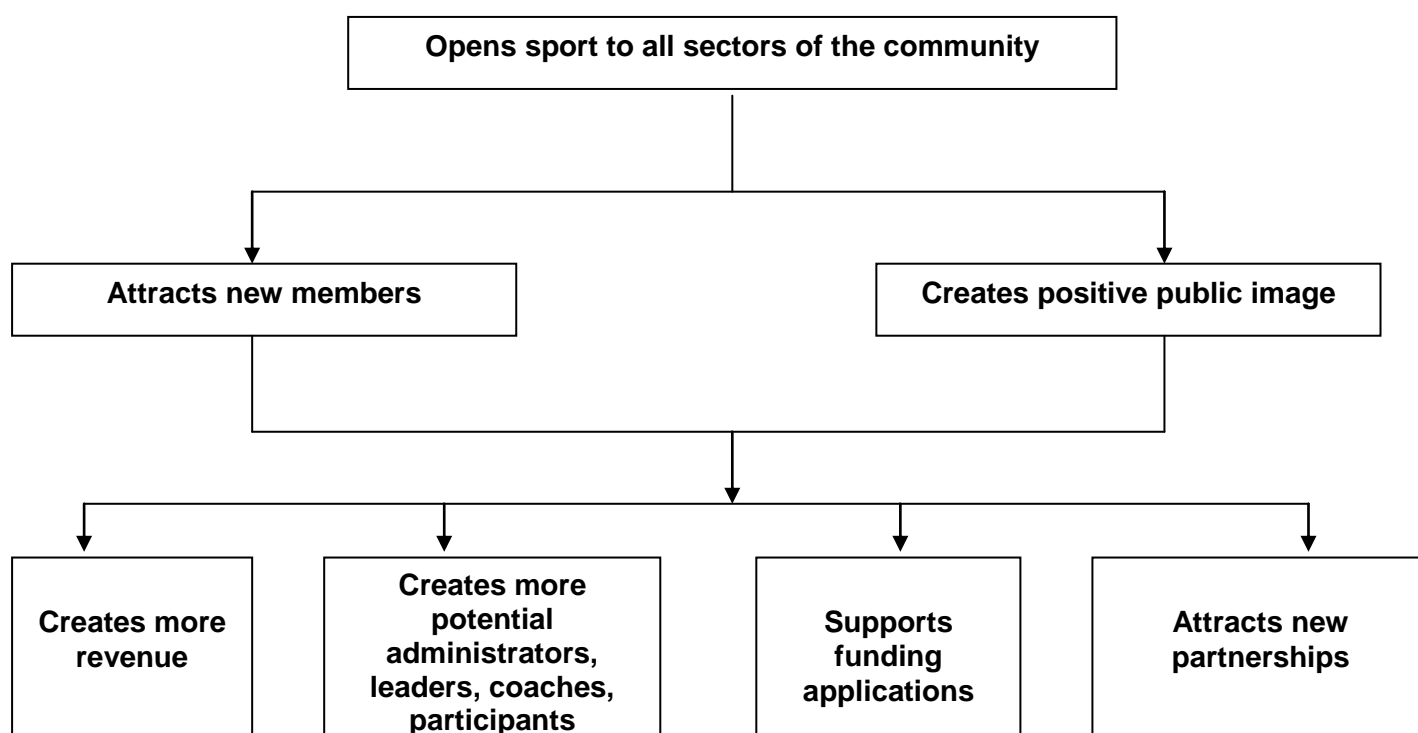 Opens sport to all sectors of the community
Attracts new members
Creates positive public image
Creates more
revenue
Creates more
potential
administrators,
leaders, coaches,
participants
Supports
funding
applications
Attracts new
partnerships